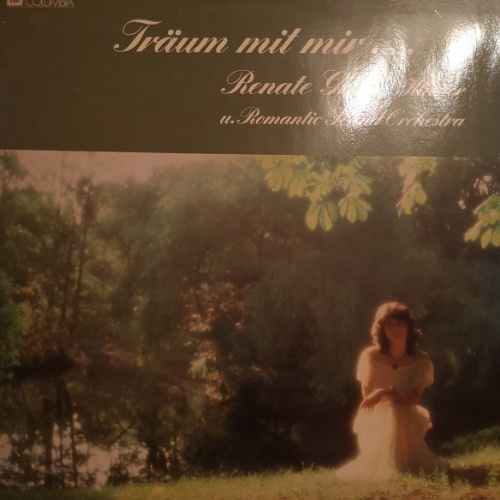 COLUMBIA
Träum mit mir...
Renate
u. Romantic Orchestra